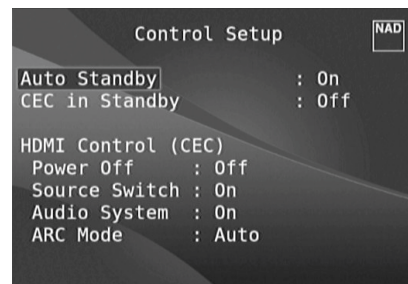 Control Setup
NAD
Auto Standby : On
CEC in Standby : Off
HDMI Control (CEC)
Power Off : Off
Source Switch : On
Audio System : On
ARC Mode : Auto